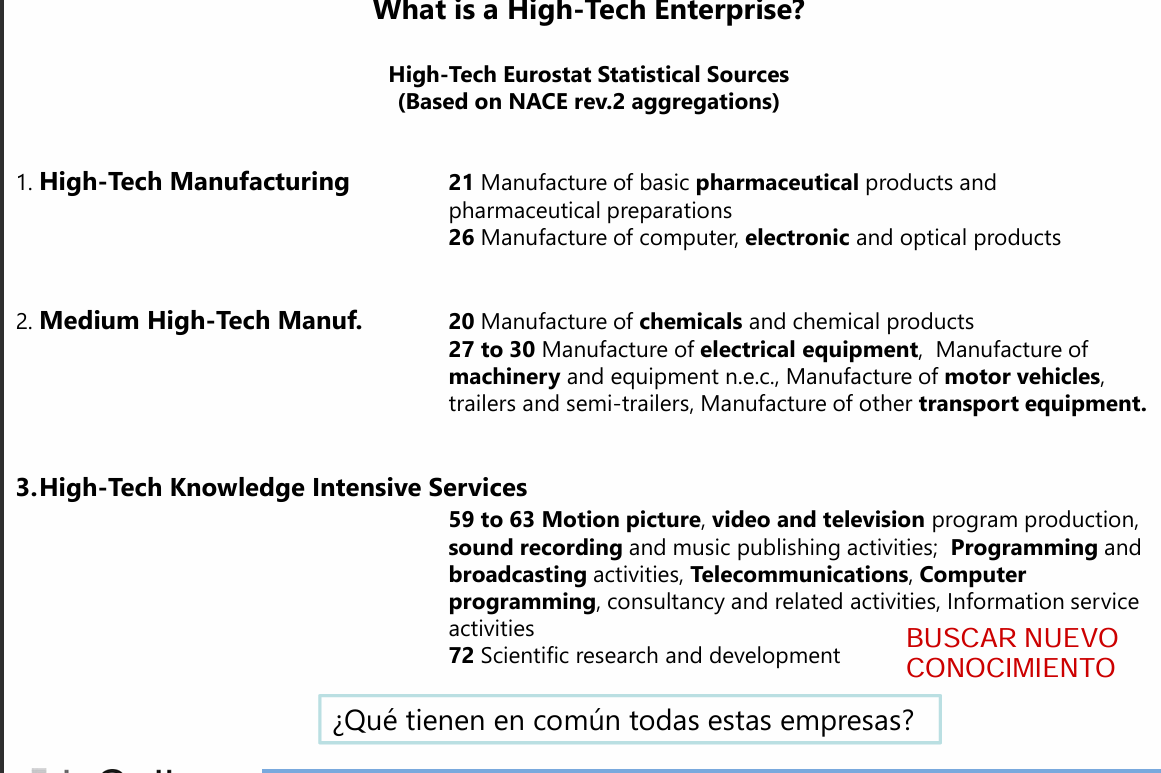 What is a High-Tech Enterprise?
High-Tech Eurostat Statistical Sources
(Based on NACE rev.2 aggregations)
1. High-Tech Manufacturing
21 Manufacture of basic pharmaceutical products and
pharmaceutical preparations
26 Manufacture of computer, electronic and optical products
2. Medium High-Tech Manuf.
20 Manufacture of chemicals and chemical products
27 to 30 Manufacture of electrical equipment, Manufacture of
machinery and equipment n.e.c., Manufacture of motor vehicles,
trailers and semi-trailers, Manufacture of other transport equipment.
3.High-Tech Knowledge Intensive Services
59 to 63 Motion picture, video and television program production,
sound recording and music publishing activities; Programming and
broadcasting activities, Telecommunications, Computer
programming, consultancy and related activities, Information service
activities
72 Scientific research and development
BUSCAR NUEVO
CONOCIMIENTO
¿Qué tienen en común todas estas empresas?